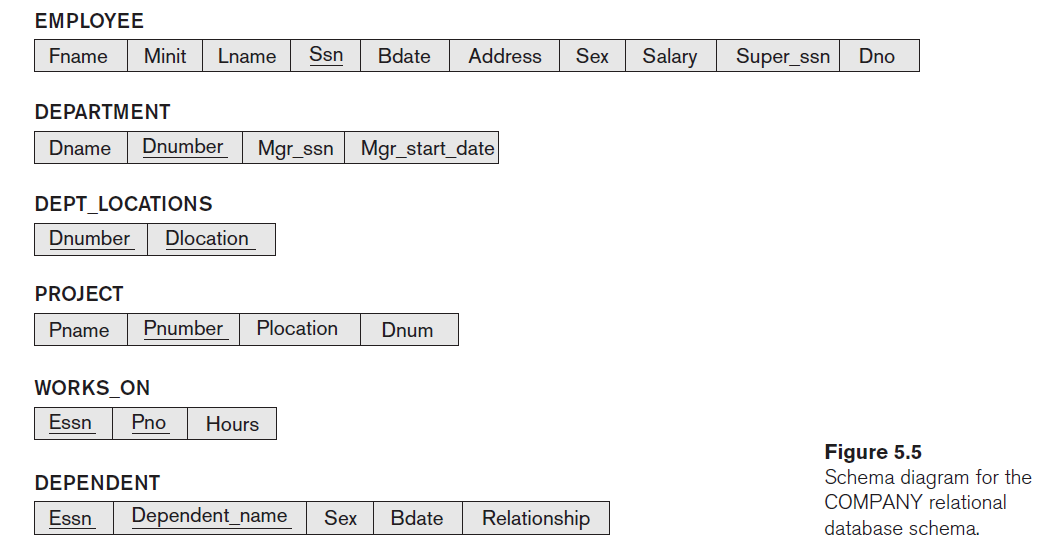 EMPLOYEE
Fname Minit Lname Ssn Bdate Address Sex Salary Super_ssn Dno
DEPARTMENT
Dname Dnumber Mgr_ssn Mgr_start_date
DEPT_LOCATIONS
Dnumber Dlocation
PROJECT
Pname Pnumber Plocation Dnum
WORKS_ON
Essn Pno Hours
DEPENDENT
Essn Dependent_name Sex Bdate Relationship
Figure 5.5
Schema diagram for the
COMPANY relational
database schema.